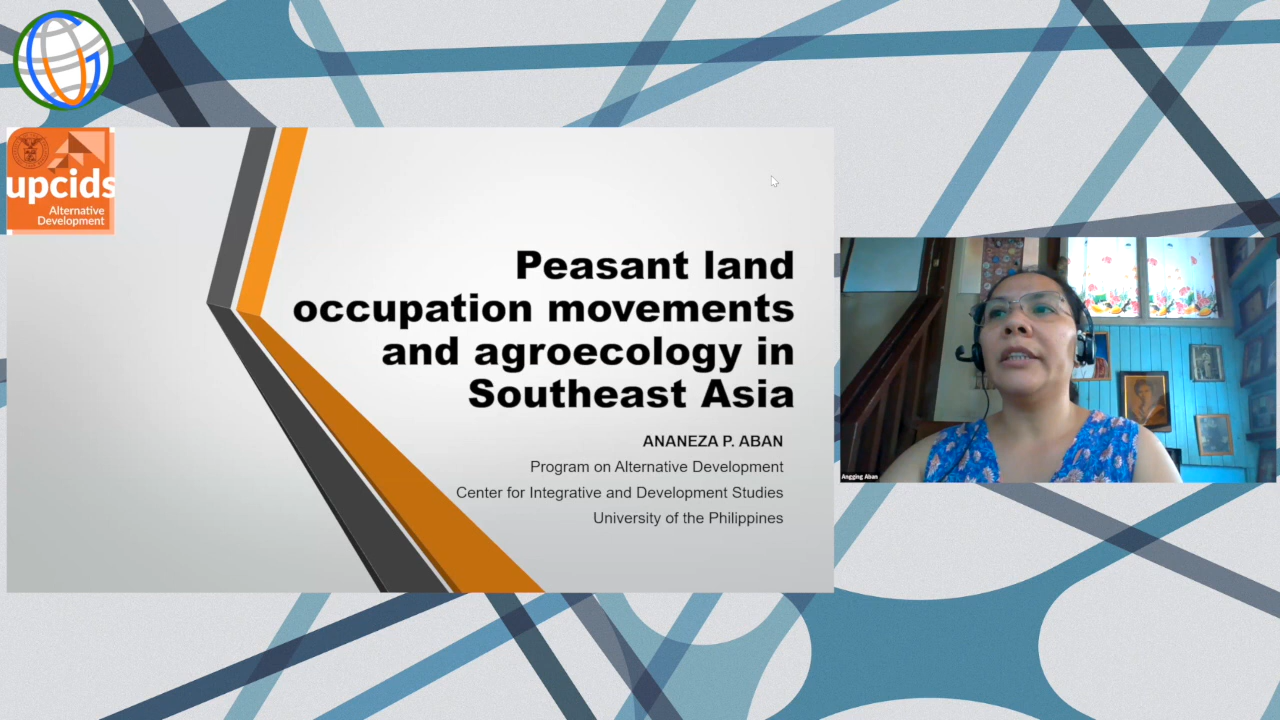 upcids
Alternative
Development
Peasant land
occupation movements
and agroecology in
Southeast Asia
ANANEZA P. ABAN
Program on Alternative Development
Center for Integrative and Development Studies
University of the Philippines
Angging Aban